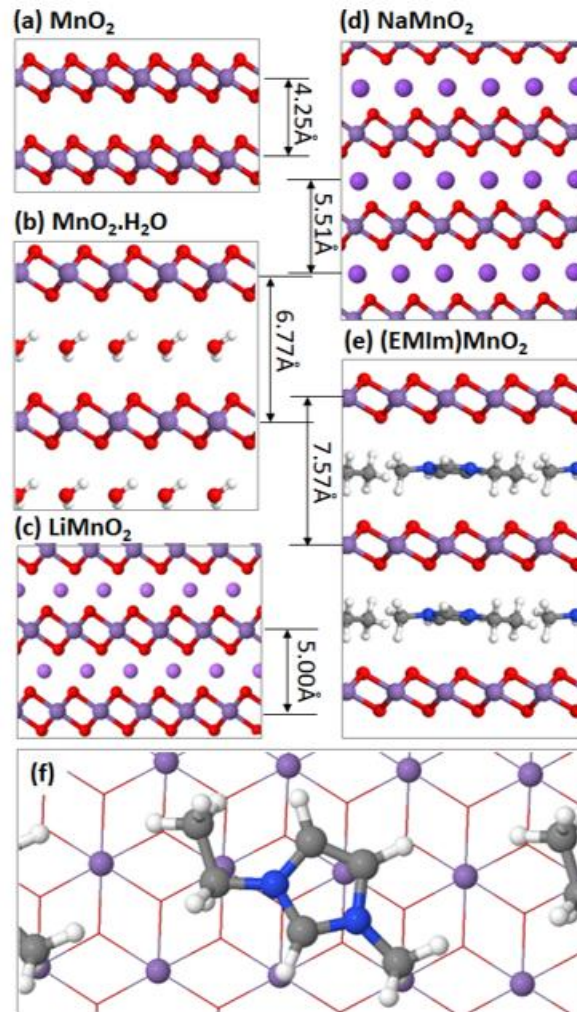 (a) MnO₂
4.25Å
(b) MnO₂.H₂O
6.77Å
(c) LiMnO₂
5.00Å
(d) NaMnO₂
5.51Å
(e) (EMIm)MnO₂
7.57Å
(f)